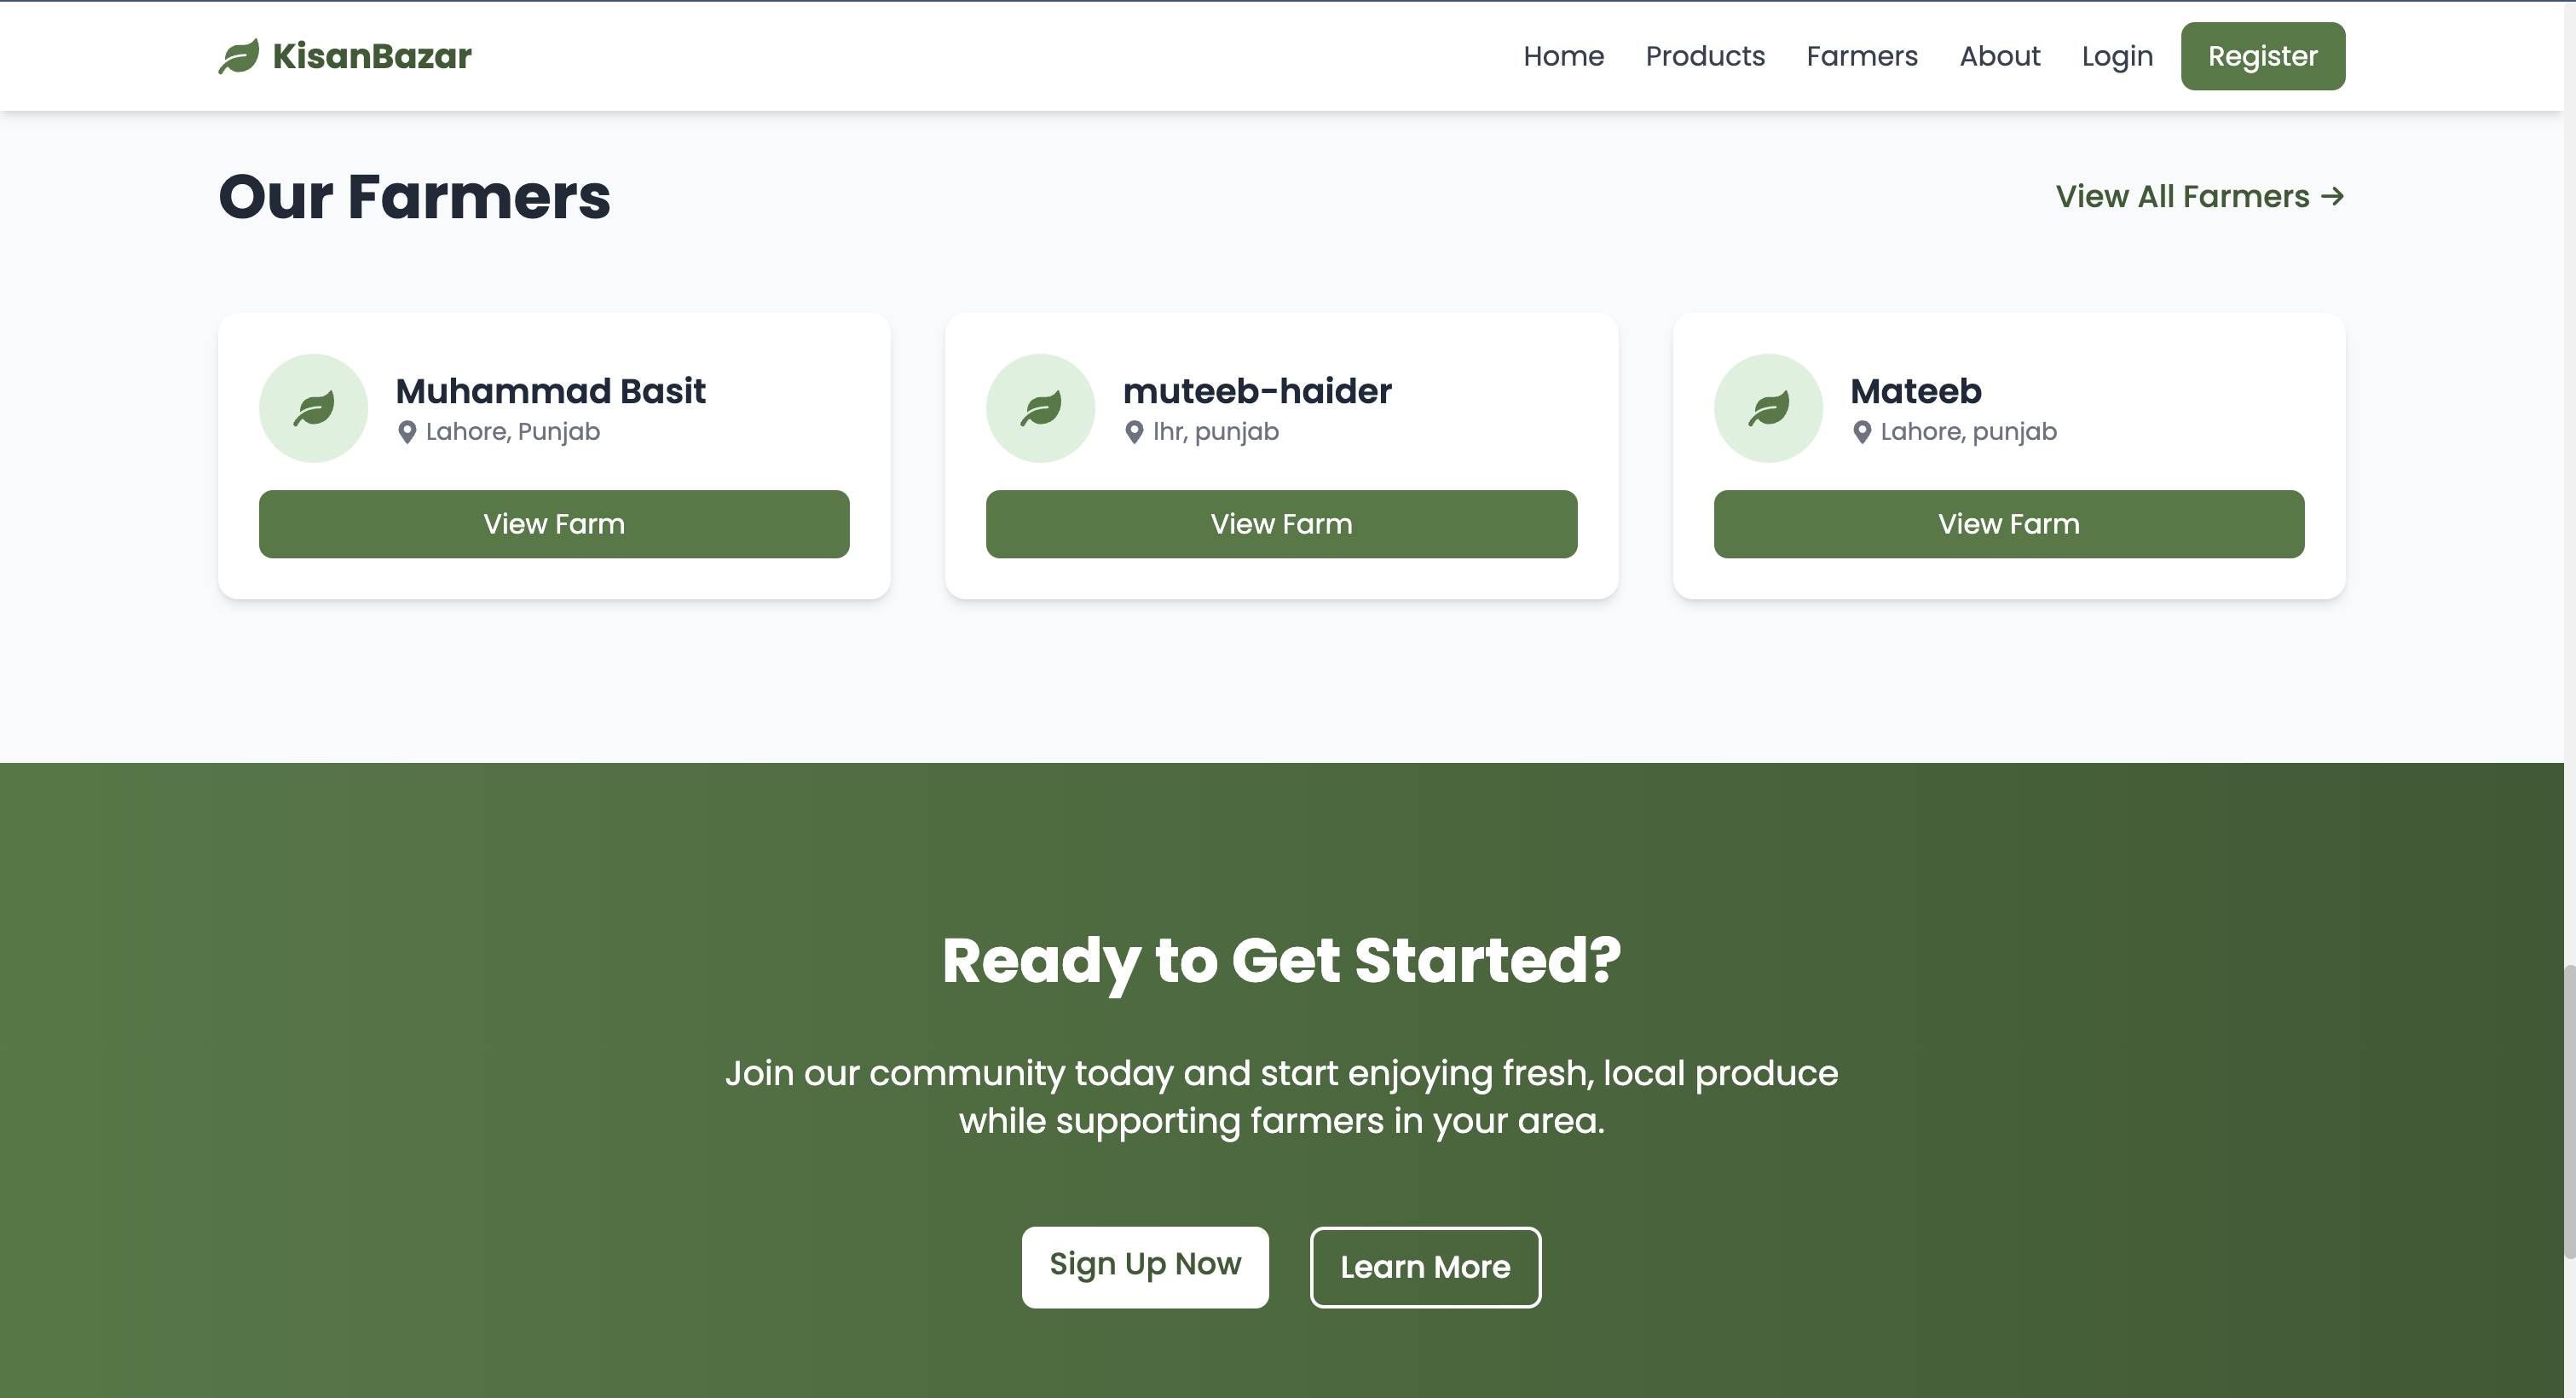 KisanBazar
Home Products Farmers About Login Register
Our Farmers
View All Farmers →
Muhammad Basit
Lahore, Punjab
View Farm
muteeb-haider
lhr, punjab
View Farm
Mateeb
Lahore, punjab
View Farm
Ready to Get Started?
Join our community today and start enjoying fresh, local produce
while supporting farmers in your area.
Sign Up Now
Learn More